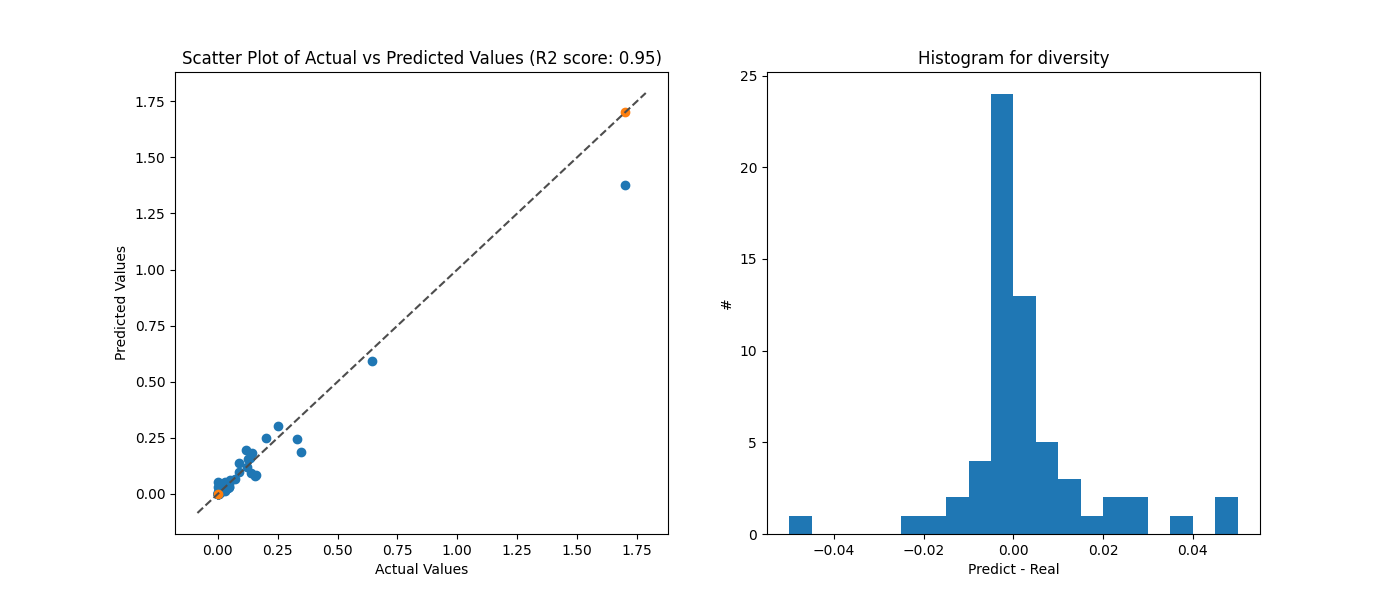 Scatter Plot of Actual vs Predicted Values (R2 score: 0.95)
1.75
1.50
1.25
1.00
0.75
0.50
0.25
0.00
Predicted Values
0.00 0.25 0.50 0.75 1.00 1.25 1.50 1.75
Actual Values
Histogram for diversity
25
20
15
10
5
0
#
−0.04 −0.02 0.00 0.02 0.04
Predict - Real